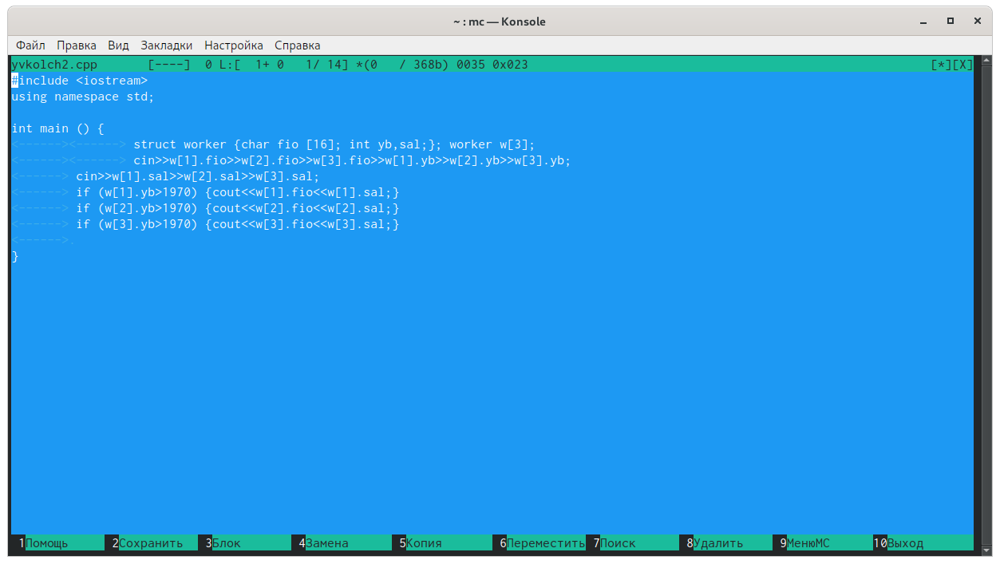 ~ : mc — Konsole
Файл Правка Вид Закладки Настройка Справка
yvkolch2.cpp [----] 0 L:[ 1+ 0 1/ 14] *(0 / 368b) 0035 0x023 [*][X]
#include <iostream>
using namespace std;
int main () {
<------><------> struct worker {char fio [16]; int yb,sal;}; worker w[3];
<------><------> cin>>w[1].fio>>w[2].fio>>w[3].fio>>w[1].yb>>w[2].yb>>w[3].yb;
<------> cin>>w[1].sal>>w[2].sal>>w[3].sal;
<------> if (w[1].yb>1970) {cout<<w[1].fio<<w[1].sal;}
<------> if (w[2].yb>1970) {cout<<w[2].fio<<w[2].sal;}
<------> if (w[3].yb>1970) {cout<<w[3].fio<<w[3].sal;}
<------>.
}
1Помощь 2Сохранить 3Блок 4Замена 5Копия 6Переместить 7Поиск 8Удалить 9МенюMC 10Выход